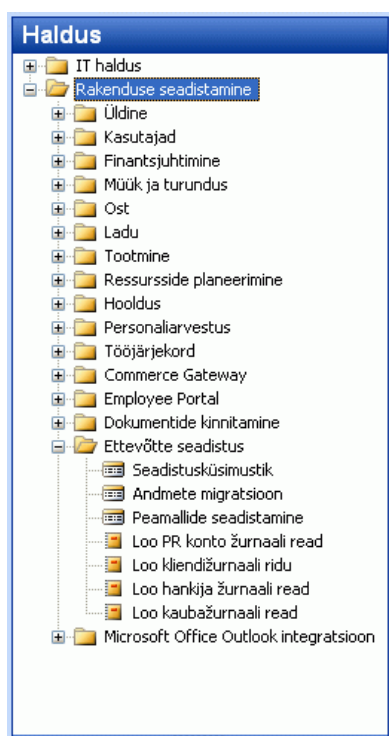 Haldus
IT haldus
Rakenduse seadistamine
Üldine
Kasutajad
Finantsjuhtimine
Müük ja turundus
Ost
Ladu
Tootmine
Ressursside planeerimine
Hooldus
Personaliarvestus
Tööjärjekord
Commerce Gateway
Employee Portal
Dokumentide kinnitamine
Ettevõtte seadistus
Seadistusküsimustik
Andmete migratsioon
Peamallide seadistamine
Loo PR konto žurnaali read
Loo kliendižurnaali ridu
Loo hankija žurnaali read
Loo kaubažurnaali read
Microsoft Office Outlook integratsioon